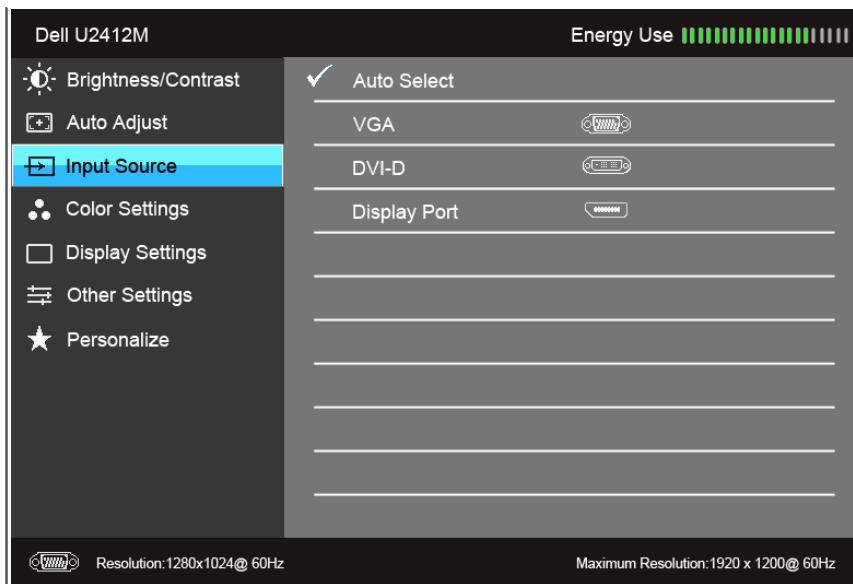 Dell U2412M
Energy Use
Brightness/Contrast
Auto Adjust
Input Source
Color Settings
Display Settings
Other Settings
Personalize
Auto Select
VGA
DVI-D
Display Port
Resolution:1280x1024@ 60Hz
Maximum Resolution:1920 x 1200@ 60Hz